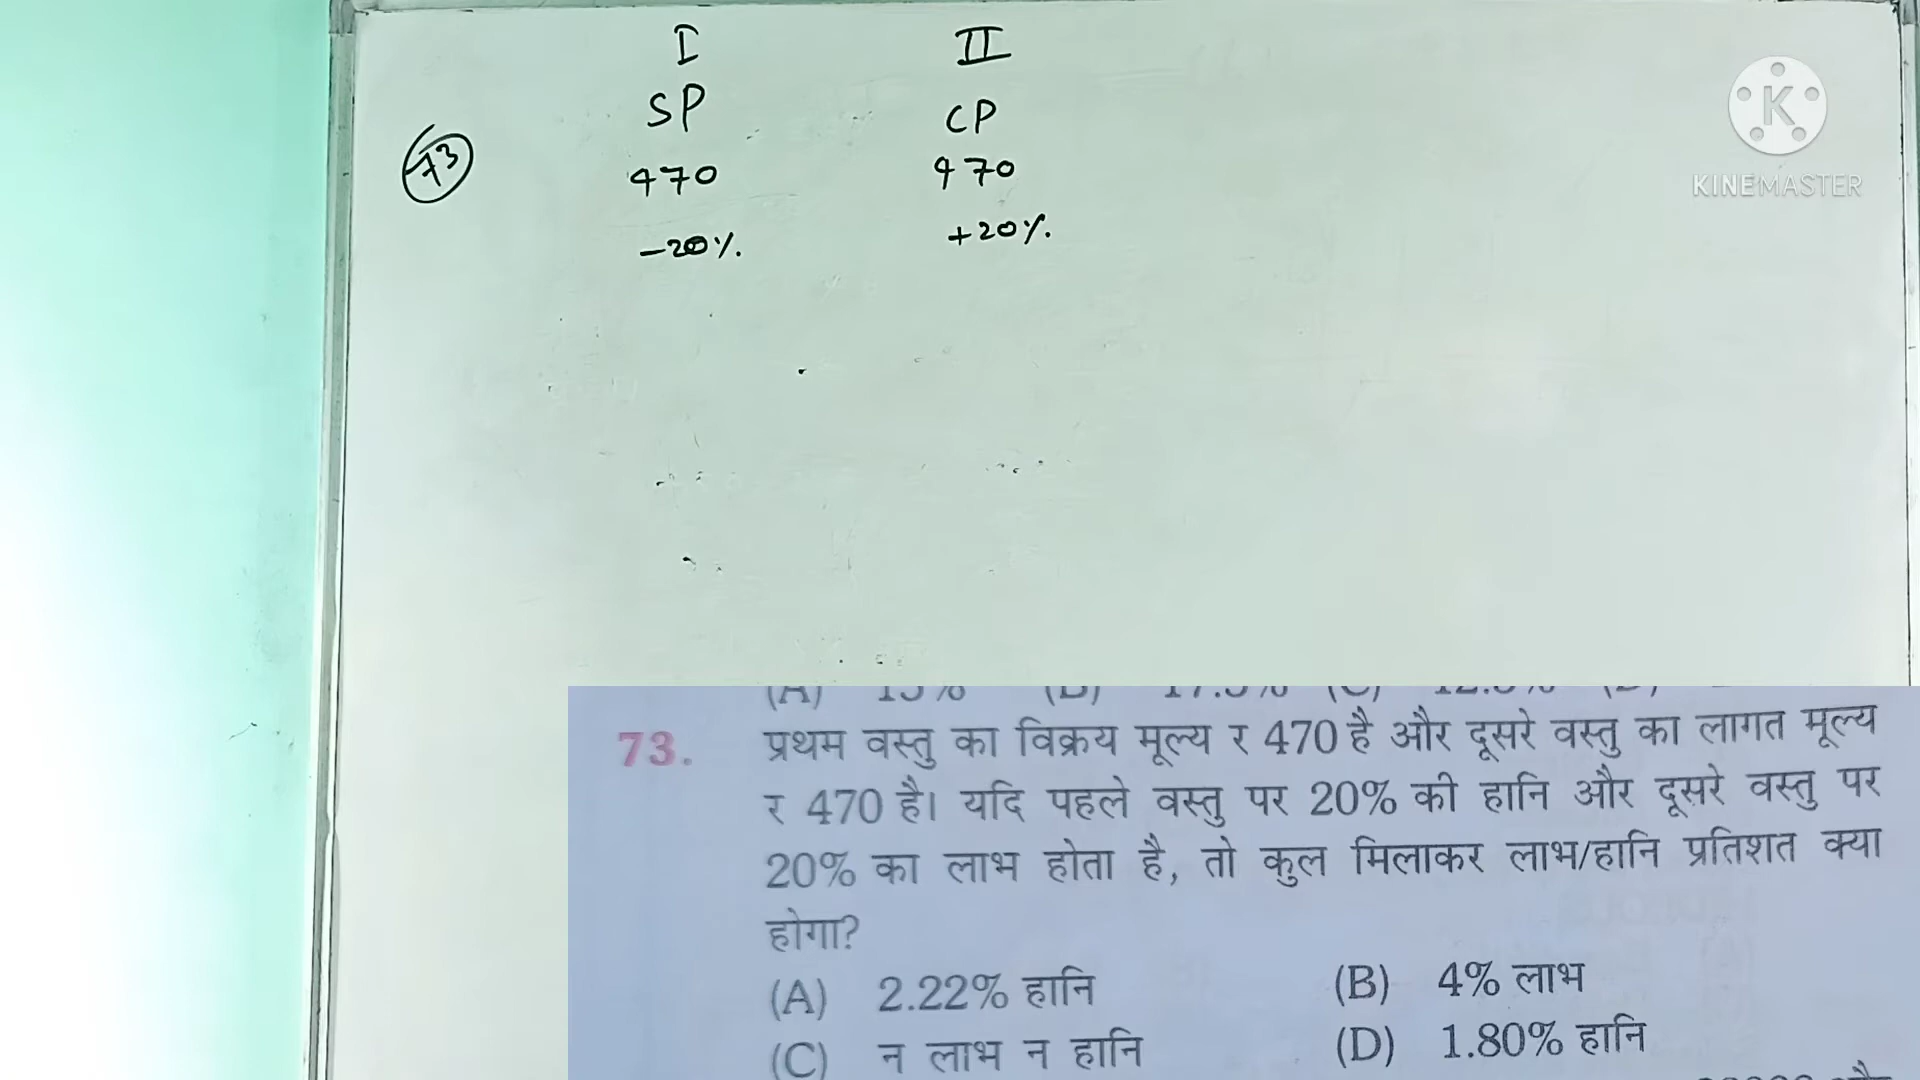 I II
SP CP
73
470 470
-20% +20%
KINEMASTER
73. प्रथम वस्तु का विक्रय मूल्य र 470 है और दूसरे वस्तु का लागत मूल्य
र 470 है। यदि पहले वस्तु पर 20% की हानि और दूसरे वस्तु पर
20% का लाभ होता है, तो कुल मिलाकर लाभ/हानि प्रतिशत क्या
होगा?
(A) 2.22% हानि (B) 4% लाभ
(C) न लाभ न हानि (D) 1.80% हानि